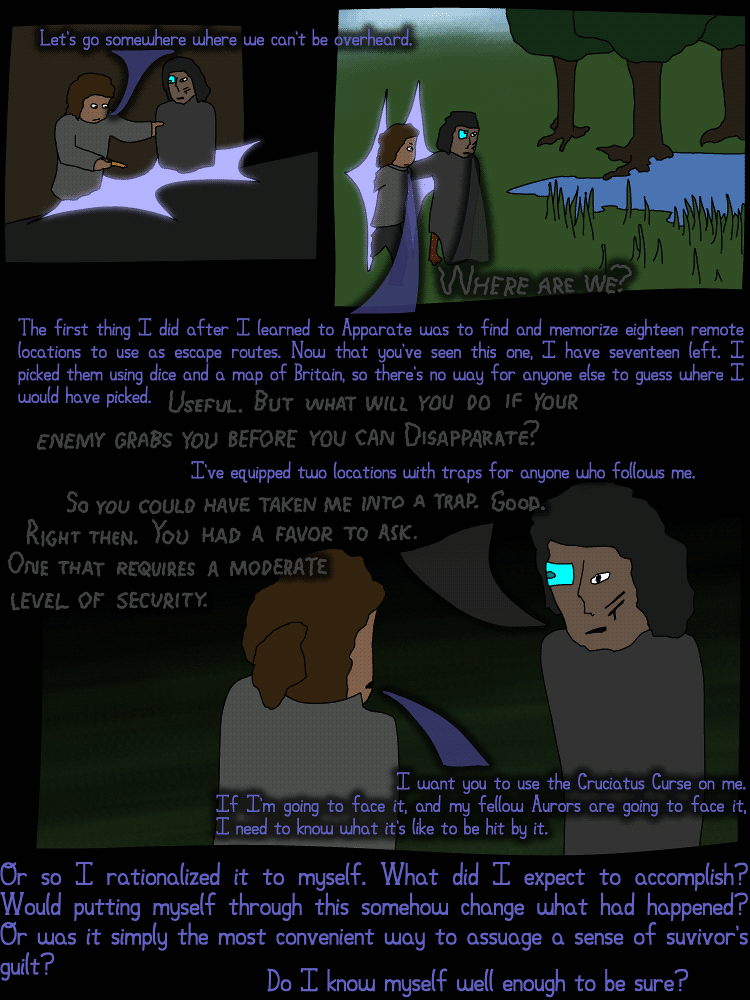 Let's go somewhere where we can't be overheard.
Where are we?
The first thing I did after I learned to Apparate was to find and memorize eighteen remote
locations to use as escape routes. Now that you've seen this one, I have seventeen left. I
picked them using dice and a map of Britain, so there's no way for anyone else to guess where I
would have picked.
Useful. But what will you do if your
enemy grabs you before you can Disapparate?
I've equipped two locations with traps for anyone who follows me.
So you could have taken me into a trap. Good.
Right then. You had a favor to ask.
One that requires a moderate
level of security.
I want you to use the Cruciatus Curse on me.
If I'm going to face it, and my fellow Aurors are going to face it,
I need to know what it's like to be hit by it.
Or so I rationalized it to myself. What did I expect to accomplish?
Would putting myself through this somehow change what had happened?
Or was it simply the most convenient way to assuage a sense of suvivor's
guilt?
Do I know myself well enough to be sure?